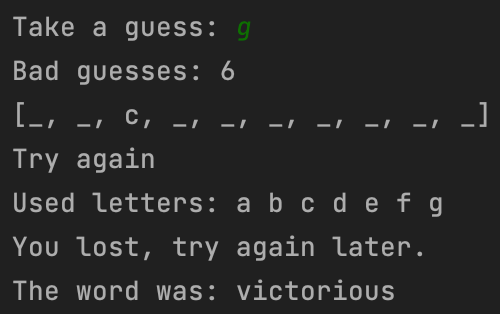 Take a guess: g
Bad guesses: 6
[_, _, c, _, _, _, _, _, _, _]
Try again
Used letters: a b c d e f g
You lost, try again later.
The word was: victorious